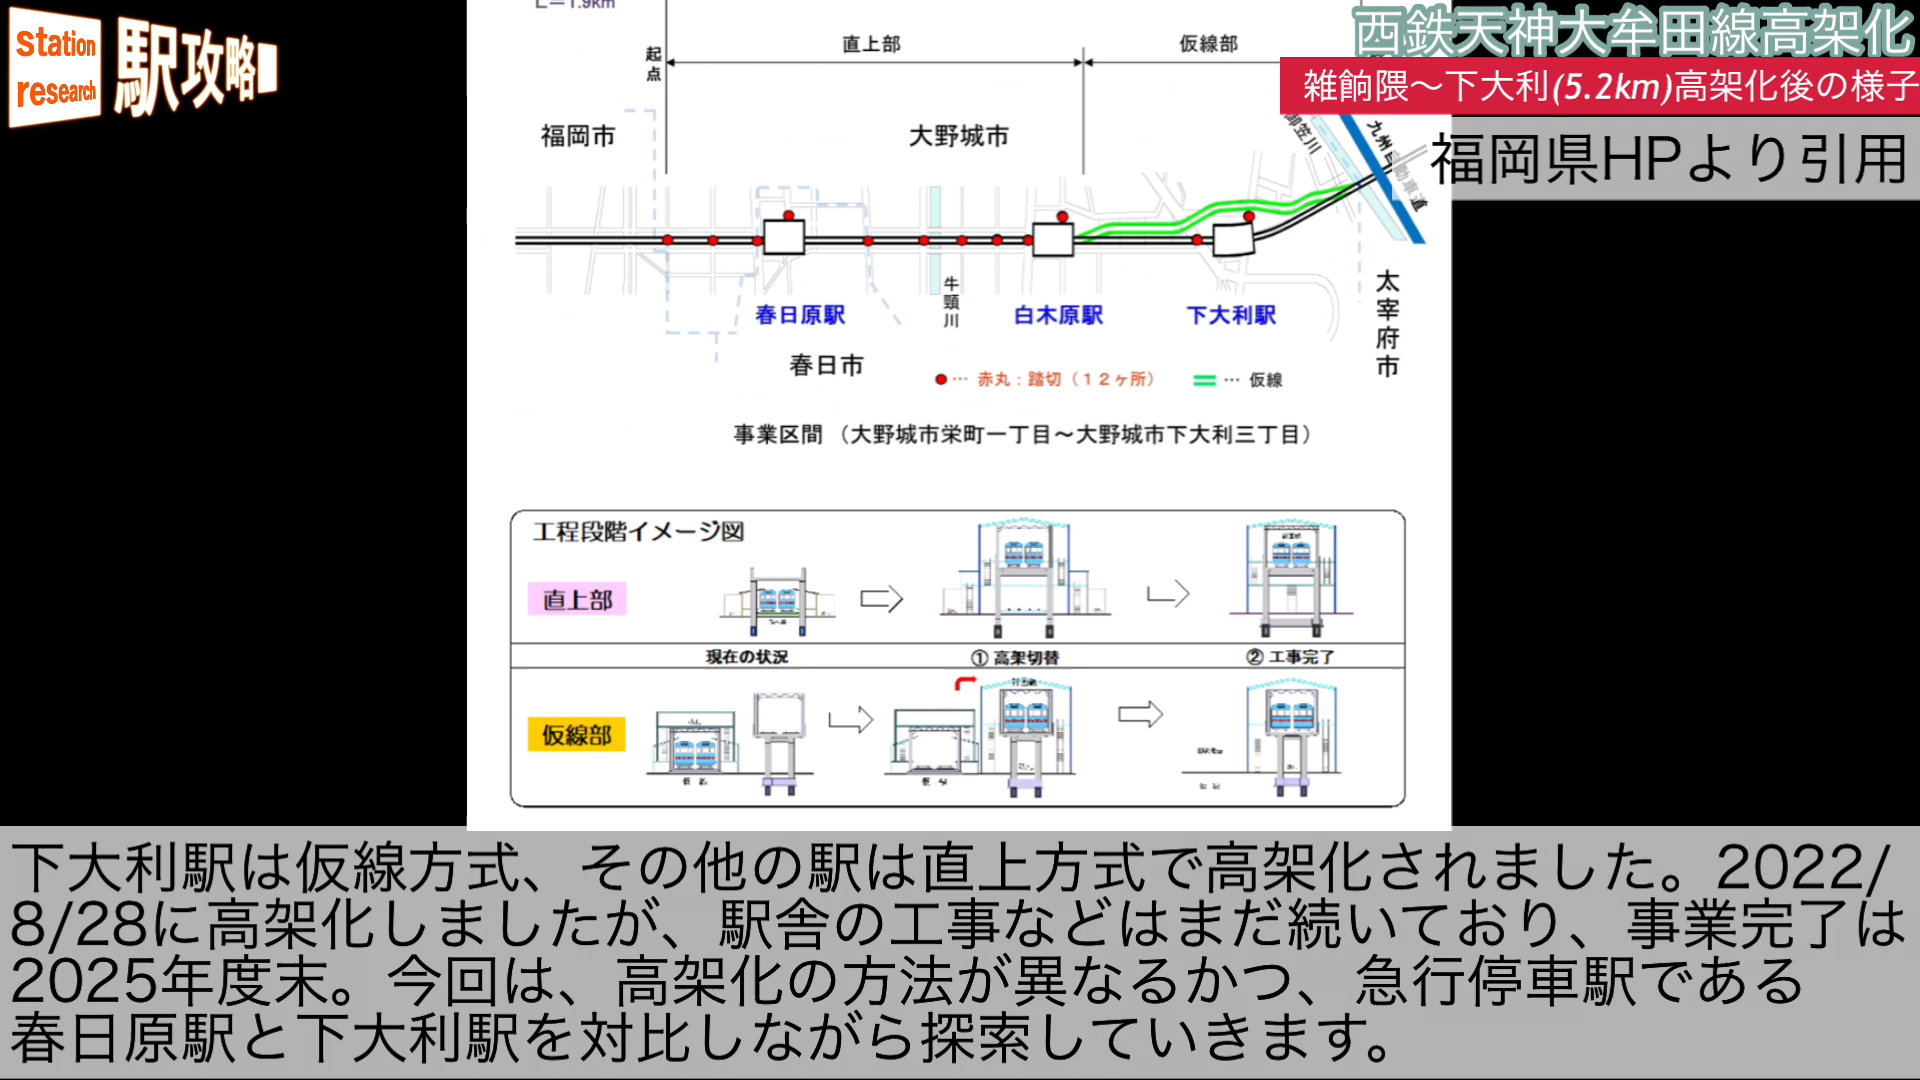 Station
research
駅攻略
西鉄天神大牟田線高架化
雑餉隈～下大利(5.2km)高架化後の様子
福岡県HPより引用
L=1.9km
起点
直上部
仮線部
福岡市
大野城市
御笠川
九州自動車道
牛頸川
春日原駅
白木原駅
下大利駅
太宰府市
春日市
… 赤丸：踏切（１２ヶ所）
… 仮線
事業区間 （大野城市栄町一丁目～大野城市下大利三丁目）
工程段階イメージ図
直上部
現在の状況
① 高架切替
② 工事完了
仮線部
下大利駅は仮線方式、その他の駅は直上方式で高架化されました。2022/
8/28に高架化しましたが、駅舎の工事などはまだ続いており、事業完了は
2025年度末。今回は、高架化の方法が異なるかつ、急行停車駅である
春日原駅と下大利駅を対比しながら探索していきます。